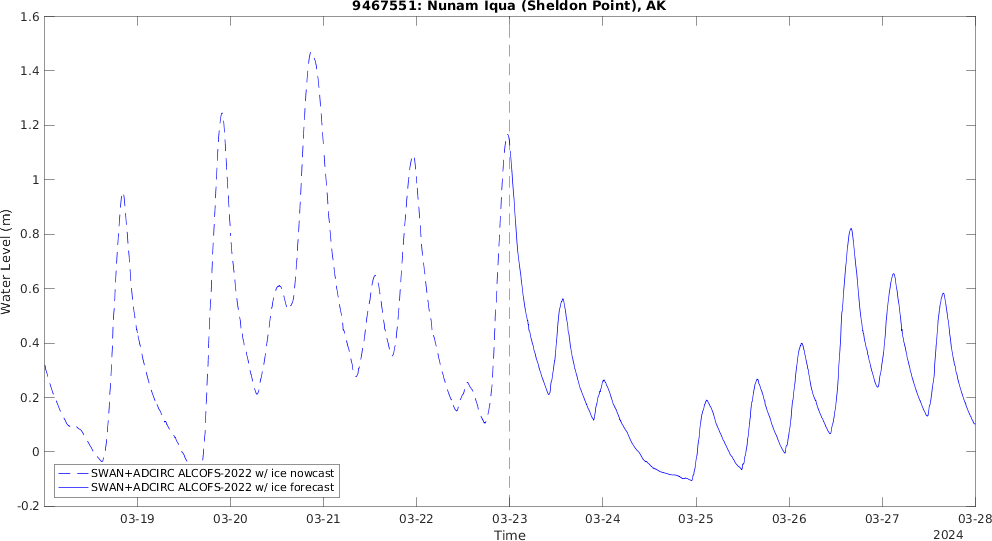 9467551: Nunam Iqua (Sheldon Point), AK
Water Level (m)
1.6
1.4
1.2
1
0.8
0.6
0.4
0.2
0
-0.2
SWAN+ADCIRC ALCOFS-2022 w/ ice nowcast
SWAN+ADCIRC ALCOFS-2022 w/ ice forecast
03-19 03-20 03-21 03-22 03-23 03-24 03-25 03-26 03-27 03-28
Time
2024